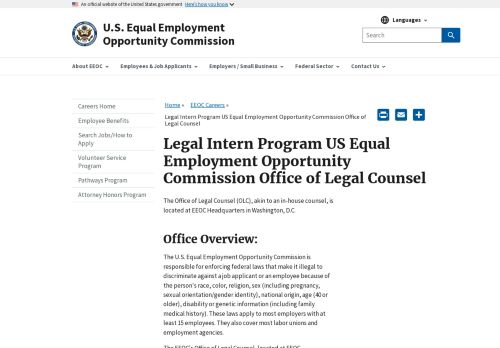 An official website of the United States government Here's how you know
U.S. Equal Employment
Opportunity Commission
Languages
Search
About EEOC
Employees & Job Applicants
Employers / Small Business
Federal Sector
Contact Us
Careers Home
Employee Benefits
Search Jobs/How to
Apply
Volunteer Service
Program
Pathways Program
Attorney Honors Program
Home » EEOC Careers »
Legal Intern Program US Equal Employment Opportunity Commission Office of
Legal Counsel
Legal Intern Program US Equal
Employment Opportunity
Commission Office of Legal Counsel
The Office of Legal Counsel (OLC), akin to an in-house counsel, is
located at EEOC Headquarters in Washington, D.C.
Office Overview:
The U.S. Equal Employment Opportunity Commission is
responsible for enforcing federal laws that make it illegal to
discriminate against a job applicant or an employee because of
the person's race, color, religion, sex (including pregnancy,
sexual orientation/gender identity), national origin, age (40 or
older), disability or genetic information (including family
medical history). These laws apply to most employers with at
least 15 employees. They also cover most labor unions and
employment agencies.
The EEOC's Office of Legal Counsel, located at EEOC